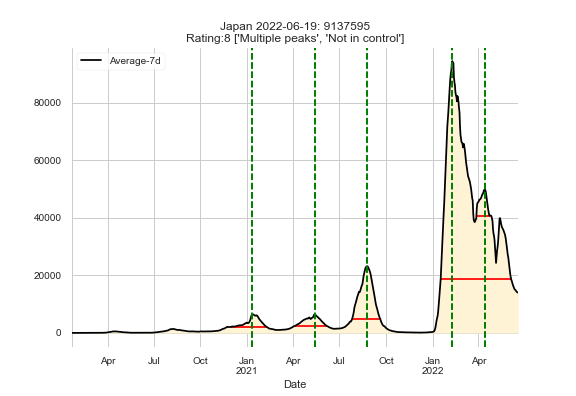 Japan 2022-06-19: 9137595
Rating:8 ['Multiple peaks', 'Not in control']
Average-7d
80000
60000
40000
20000
0
Apr Jul Oct Jan Apr Jul Oct Jan Apr
2021 2022
Date